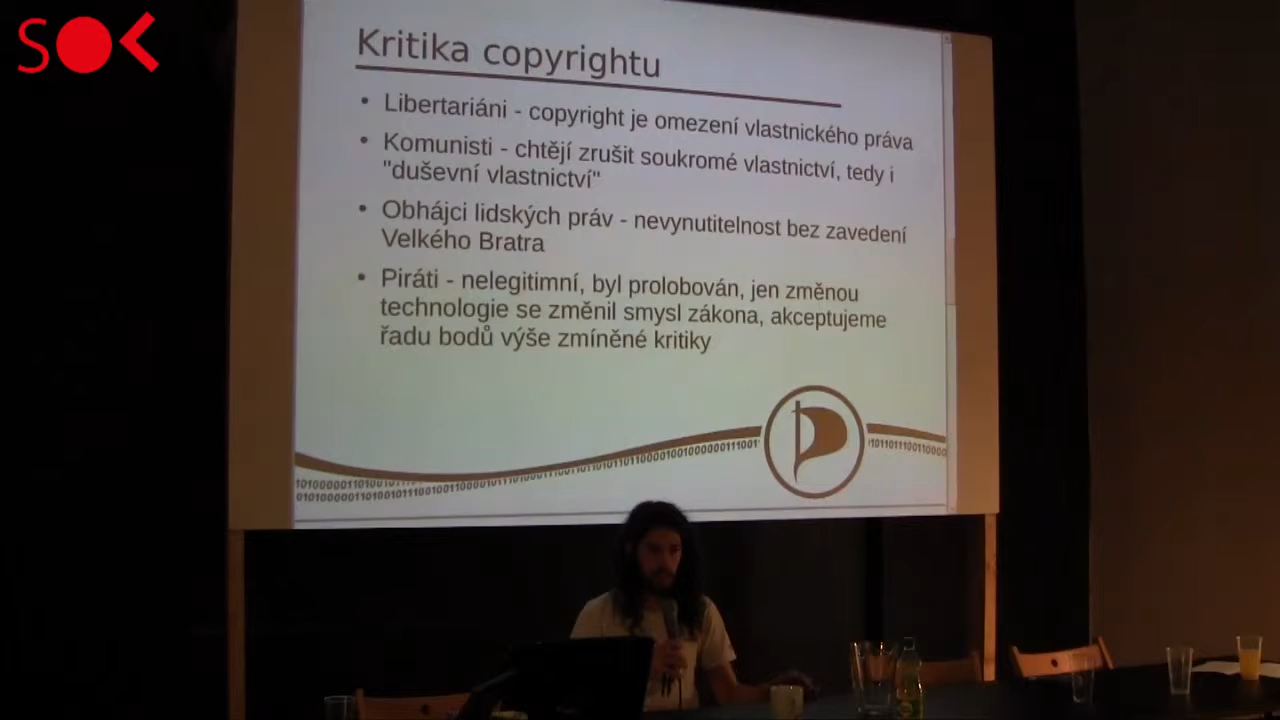 SOK
Kritika copyrightu
• Libertariáni - copyright je omezení vlastnického práva
• Komunisti - chtějí zrušit soukromé vlastnictví, tedy i
"duševní vlastnictví"
• Obhájci lidských práv - nevynutitelnost bez zavedení
Velkého Bratra
• Piráti - nelegitimní, byl prolobován, jen změnou
technologie se změnil smysl zákona, akceptujeme
řadu bodů výše zmíněné kritiky